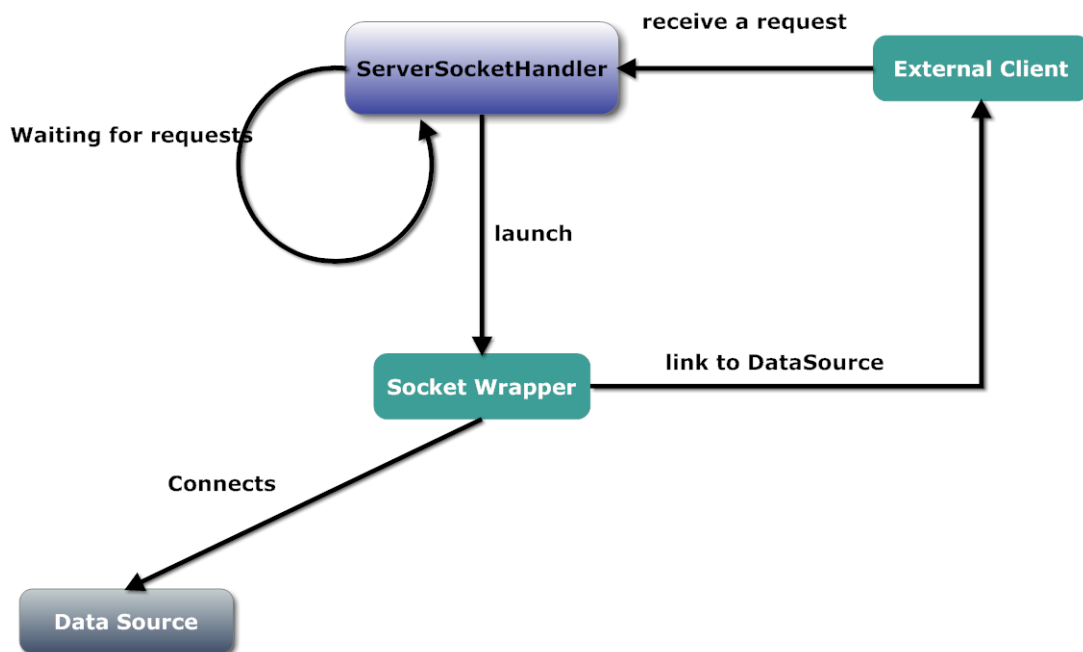 receive a request
ServerSocketHandler
External Client
Waiting for requests
launch
link to DataSource
Socket Wrapper
Connects
Data Source